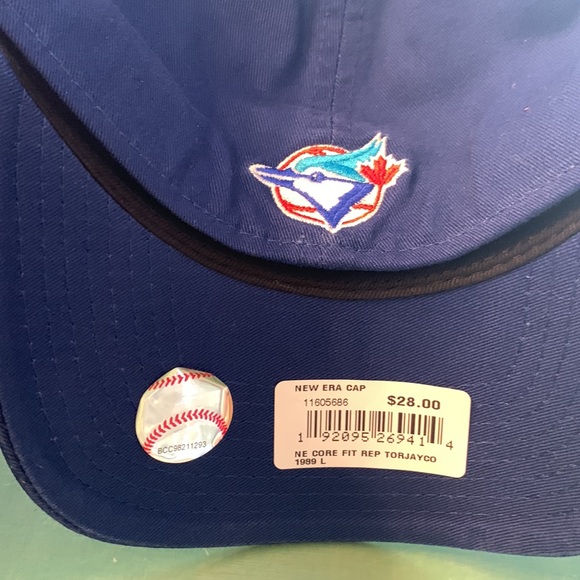 NEW ERA CAP
11605686 $28.00
1 92095 26941 4
NE CORE FIT REP TORJAYCO
1989 L
BCC98211293